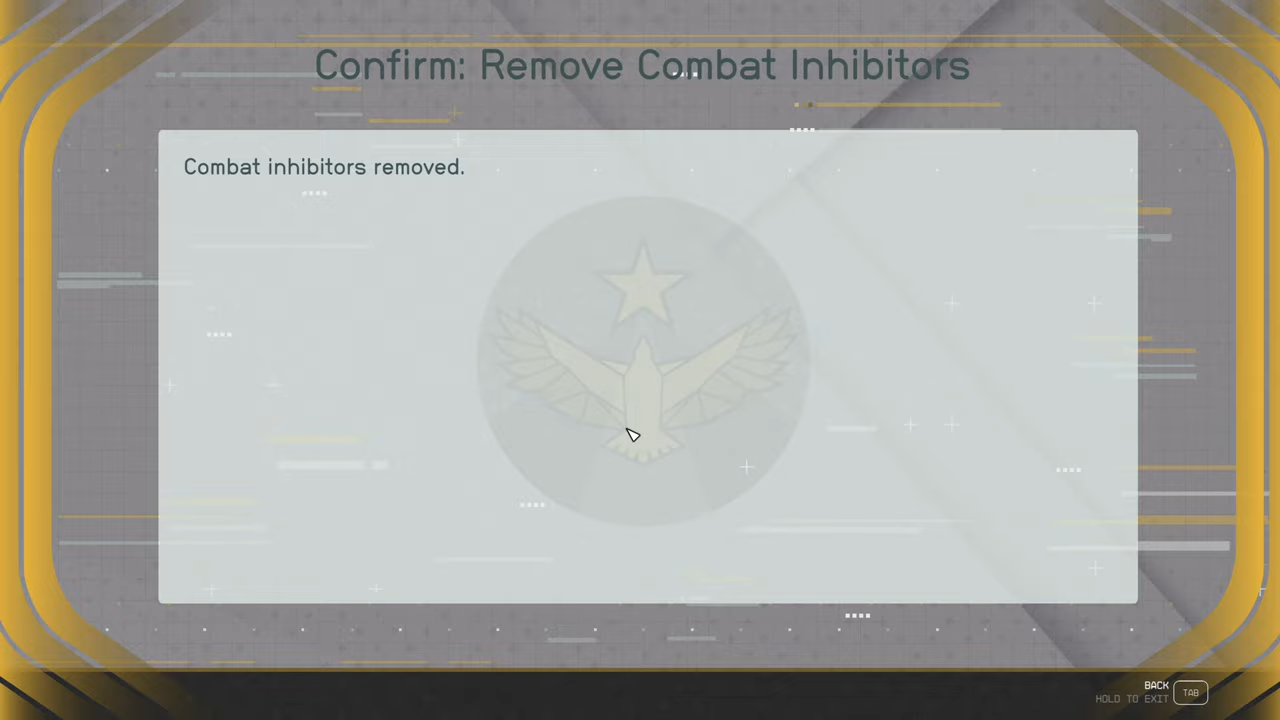 Confirm: Remove Combat Inhibitors
Combat inhibitors removed.
BACK
HOLD TO EXIT
TAB